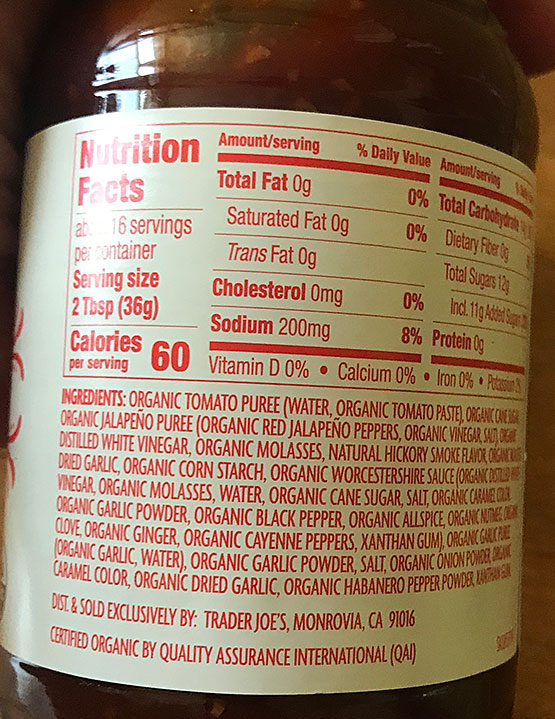 Nutrition
Facts
16 servings
per container
Serving size
2 Tbsp (36g)
Calories
per serving 60
Amount/serving % Daily Value
Total Fat 0g 0%
Saturated Fat 0g 0%
Trans Fat 0g
Cholesterol 0mg 0%
Sodium 200mg 8%
Amount/serving
Total Carbohydrate
Dietary Fiber 0g
Total Sugars 12g
Incl. 11g Added Sugars
Protein 0g
Vitamin D 0% • Calcium 0% • Iron 0% • Potassium
INGREDIENTS: ORGANIC TOMATO PUREE (WATER, ORGANIC TOMATO PASTE), ORGANIC CANE SUGAR,
ORGANIC JALAPEÑO PUREE (ORGANIC RED JALAPEÑO PEPPERS, ORGANIC VINEGAR, SALT), ORGANIC
DISTILLED WHITE VINEGAR, ORGANIC MOLASSES, NATURAL HICKORY SMOKE FLAVOR, ORGANIC
DRIED GARLIC, ORGANIC CORN STARCH, ORGANIC WORCESTERSHIRE SAUCE (ORGANIC DISTILLED WHITE
VINEGAR, ORGANIC MOLASSES, WATER, ORGANIC CANE SUGAR, SALT, ORGANIC CARAMEL COLOR,
ORGANIC GARLIC POWDER, ORGANIC BLACK PEPPER, ORGANIC ALLSPICE, ORGANIC NUTMEG, ORGANIC
CLOVE, ORGANIC GINGER, ORGANIC CAYENNE PEPPERS, XANTHAN GUM), ORGANIC GARLIC PUREE
(ORGANIC GARLIC, WATER), ORGANIC GARLIC POWDER, SALT, ORGANIC ONION POWDER, ORGANIC
CARAMEL COLOR, ORGANIC DRIED GARLIC, ORGANIC HABANERO PEPPER POWDER, XANTHAN GUM.
DIST. & SOLD EXCLUSIVELY BY: TRADER JOE'S, MONROVIA, CA 91016
CERTIFIED ORGANIC BY QUALITY ASSURANCE INTERNATIONAL (QAI)